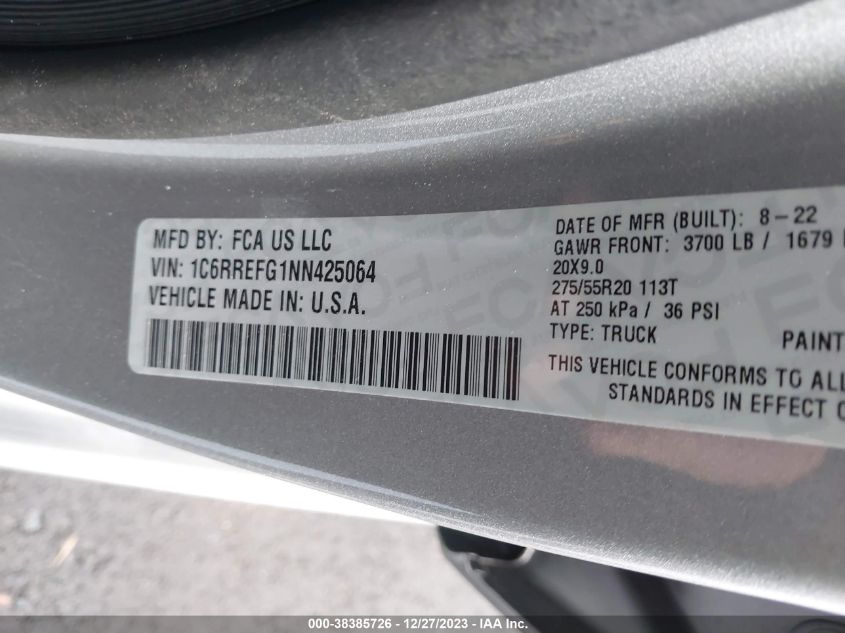 MFD BY: FCA US LLC
VIN: 1C6RREFG1NN425064
VEHICLE MADE IN: U.S.A.
DATE OF MFR (BUILT): 8-22
GAWR FRONT: 3700 LB / 1679
20X9.0
275/55R20 113T
AT 250 kPa / 36 PSI
TYPE: TRUCK
PAINT
THIS VEHICLE CONFORMS TO ALL
STANDARDS IN EFFECT
000-38385726 - 12/27/2023 - IAA Inc.